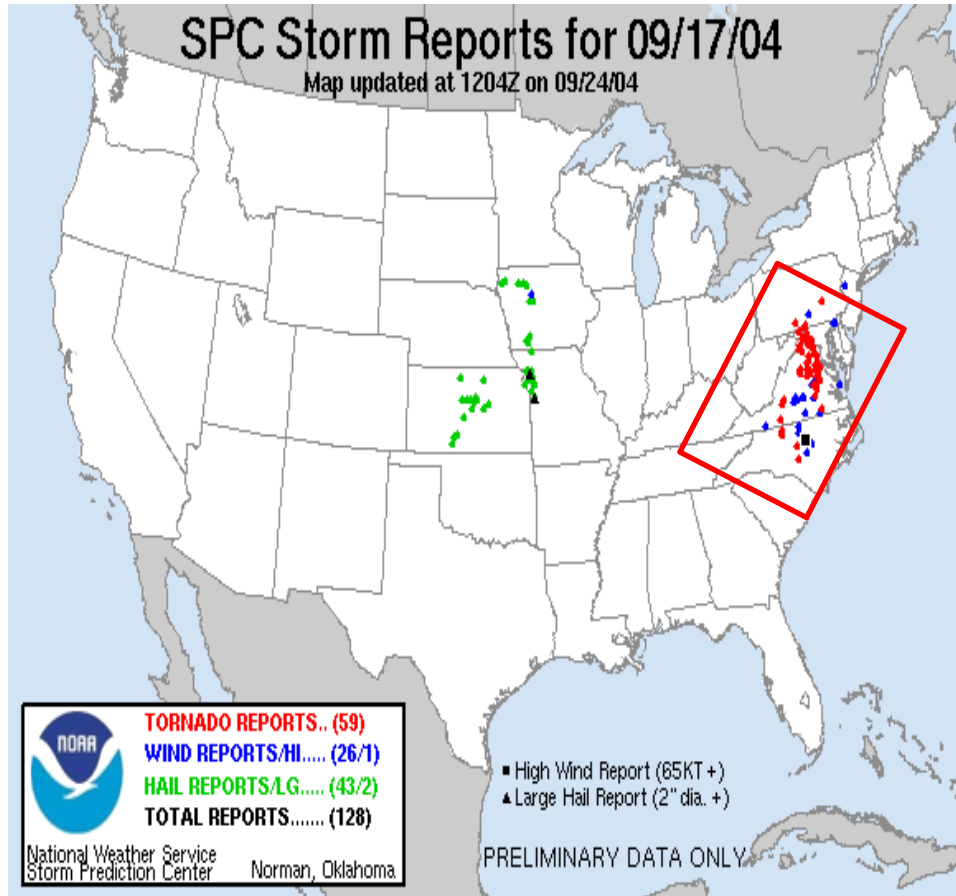 SPC Storm Reports for 09/17/04
Map updated at 1204Z on 09/24/04
NOAA
TORNADO REPORTS.. (59)
WIND REPORTS/HI..... (26/1)
HAIL REPORTS/LG..... (43/2)
TOTAL REPORTS....... (128)
National Weather Service
Storm Prediction Center Norman, Oklahoma
High Wind Report (65KT +)
Large Hail Report (2" dia. +)
PRELIMINARY DATA ONLY